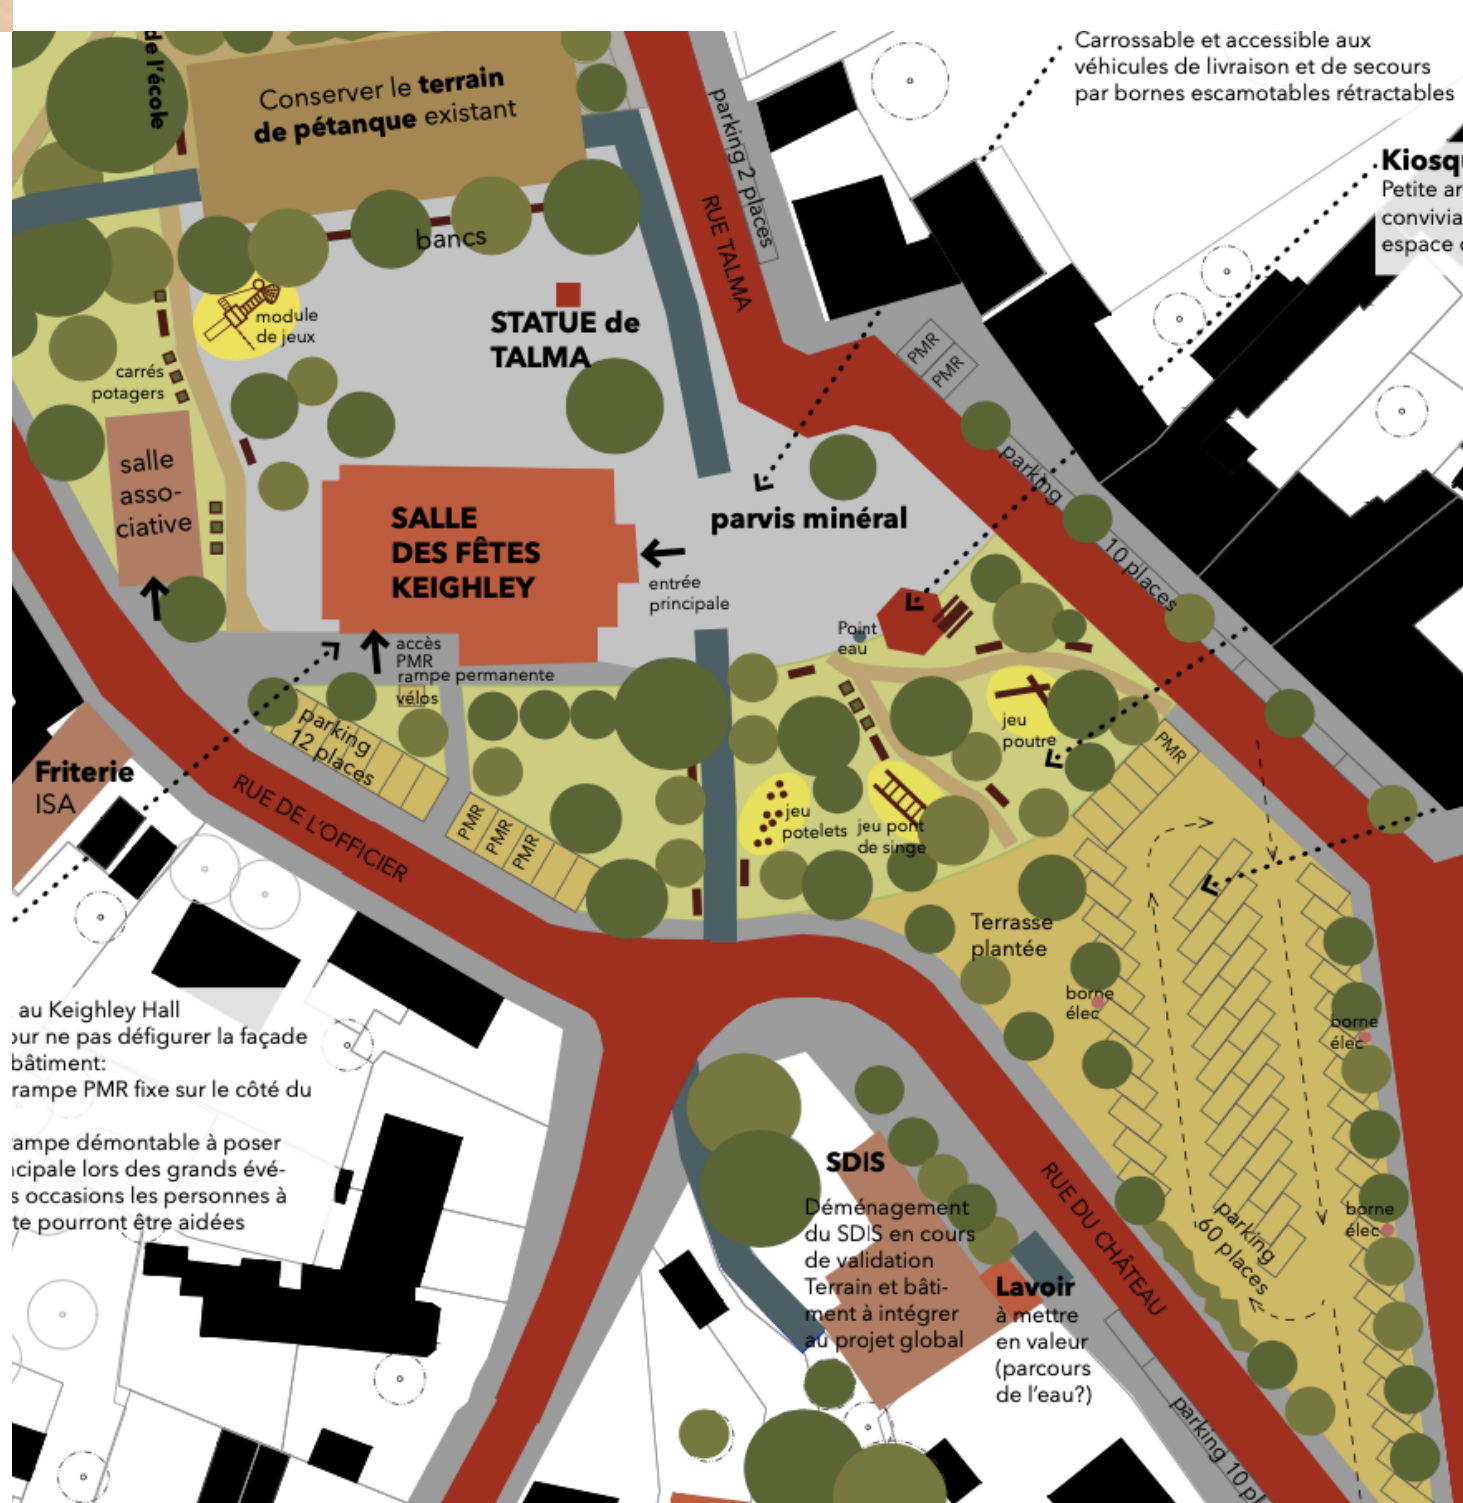 de l'école
Conserver le terrain
de pétanque existant
bancs
module
de jeux
STATUE de
TALMA
carrés
potagers
salle
asso-
ciative
SALLE
DES FÊTES
KEIGHLEY
entrée
principale
parvis minéral
accès
PMR
rampe permanente
vélos
Point
eau
parking 2 places
RUE TALMA
Carrossable et accessible aux
véhicules de livraison et de secours
par bornes escamotables rétractables
Petite
convivia
espace
PMR
PMR
parking
10 places
jeu
poutre
PMR
jeu
potelets
jeu pont
de singe
parking
12 places
PMR
PMR
PMR
Friterie
ISA
RUE DE L'OFFICIER
Terrasse
plantée
borne
élec
borne
élec
borne
élec
parking
60 places
au Keighley Hall
our ne pas défigurer la façade
bâtiment:
rampe PMR fixe sur le côté du
ampe démontable à poser
ncipale lors des grands évé-
s occasions les personnes à
te pourront être aidées
SDIS
Déménagement
du SDIS en cours
de validation
Terrain et bâti-
ment à intégrer
au projet global
Lavoir
à mettre
en valeur
(parcours
de l'eau?)
RUE DU CHÂTEAU
parking 10 pl